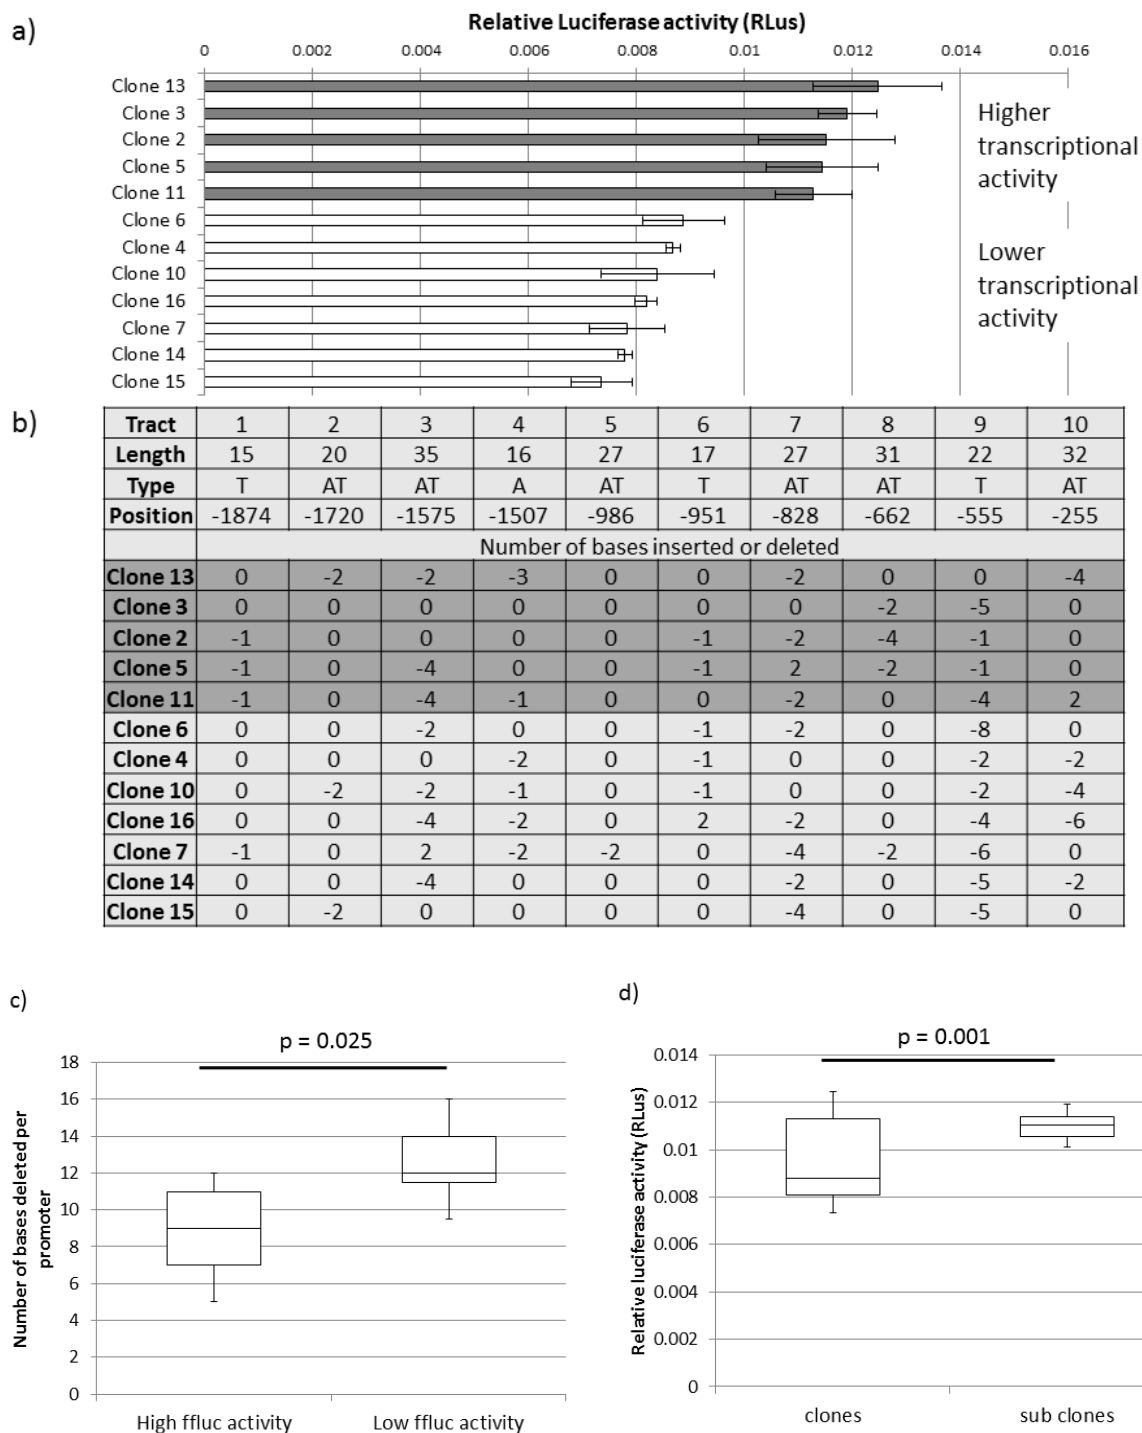 a)
Relative Luciferase activity (RLus)
0 0.002 0.004 0.006 0.008 0.01 0.012 0.014 0.016
Clone 13
Clone 3
Clone 2
Clone 5
Clone 11
Clone 6
Clone 4
Clone 10
Clone 16
Clone 7
Clone 14
Clone 15
Higher
transcriptional
activity
Lower
transcriptional
activity
b)
Tract 1 2 3 4 5 6 7 8 9 10
Length 15 20 35 16 27 17 27 31 22 32
Type T AT AT A AT T AT AT T AT
Position -1874 -1720 -1575 -1507 -986 -951 -828 -662 -555 -255
Number of bases inserted or deleted
Clone 13 0 -2 -2 -3 0 0 -2 0 0 -4
Clone 3 0 0 0 0 0 0 0 -2 -5 0
Clone 2 -1 0 0 0 0 -1 -2 -4 -1 0
Clone 5 -1 0 -4 0 0 -1 2 -2 -1 0
Clone 11 -1 0 -4 -1 0 0 -2 0 -4 2
Clone 6 0 0 -2 0 0 -1 -2 0 -8 0
Clone 4 0 0 0 -2 0 -1 0 0 -2 -2
Clone 10 0 -2 -2 -1 0 -1 0 0 -2 -4
Clone 16 0 0 -4 -2 0 2 -2 0 -4 -6
Clone 7 -1 0 2 -2 -2 0 -4 -2 -6 0
Clone 14 0 0 -4 0 0 0 -2 0 -5 -2
Clone 15 0 -2 0 0 0 0 -4 0 -5 0
c)
p = 0.025
Number of bases deleted per
promoter
18
16
14
12
10
8
6
4
2
0
High ffluc activity Low ffluc activity
d)
p = 0.001
Relative luciferase activity (RLus)
0.014
0.012
0.01
0.008
0.006
0.004
0.002
0
clones sub clones